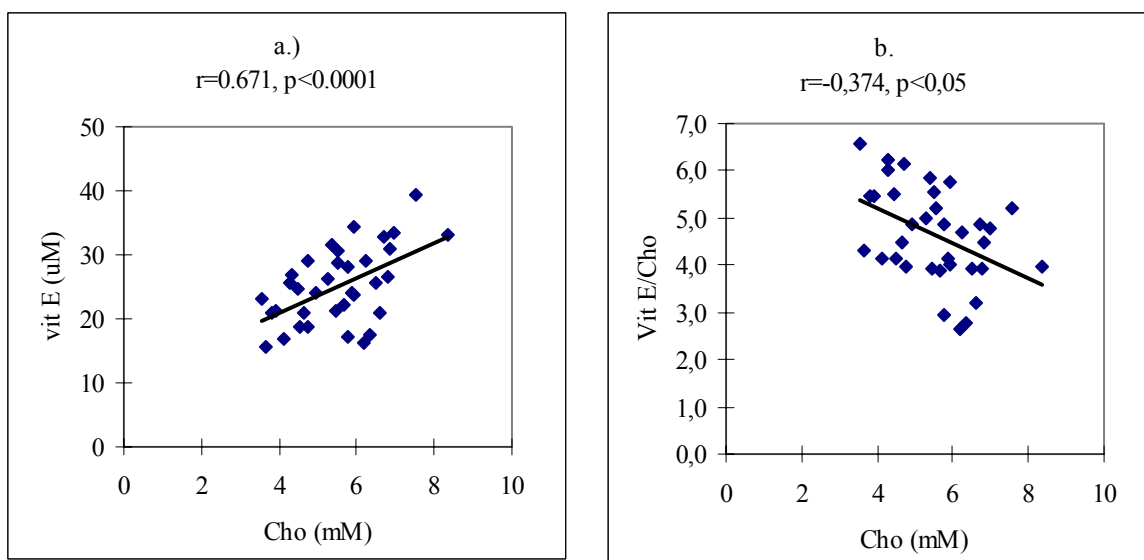 a.)
r=0.671, p<0.0001
50
40
30
20
10
0
vit E (uM)
0 2 4 6 8 10
Cho (mM)
b.
r=-0,374, p<0,05
7,0
6,0
5,0
4,0
3,0
2,0
1,0
0,0
Vit E/Cho
0 2 4 6 8 10
Cho (mM)